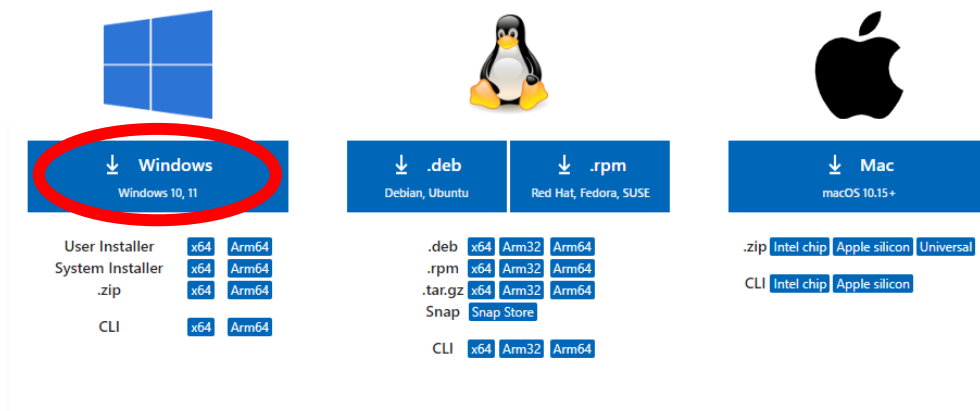 Windows
Windows 10, 11
User Installer x64 Arm64
System Installer x64 Arm64
.zip x64 Arm64
CLI x64 Arm64
.deb
Debian, Ubuntu
.rpm
Red Hat, Fedora, SUSE
.deb x64 Arm32 Arm64
.rpm x64 Arm32 Arm64
.tar.gz x64 Arm32 Arm64
Snap Snap Store
CLI x64 Arm32 Arm64
Mac
macOS 10.15+
.zip Intel chip Apple silicon Universal
CLI Intel chip Apple silicon